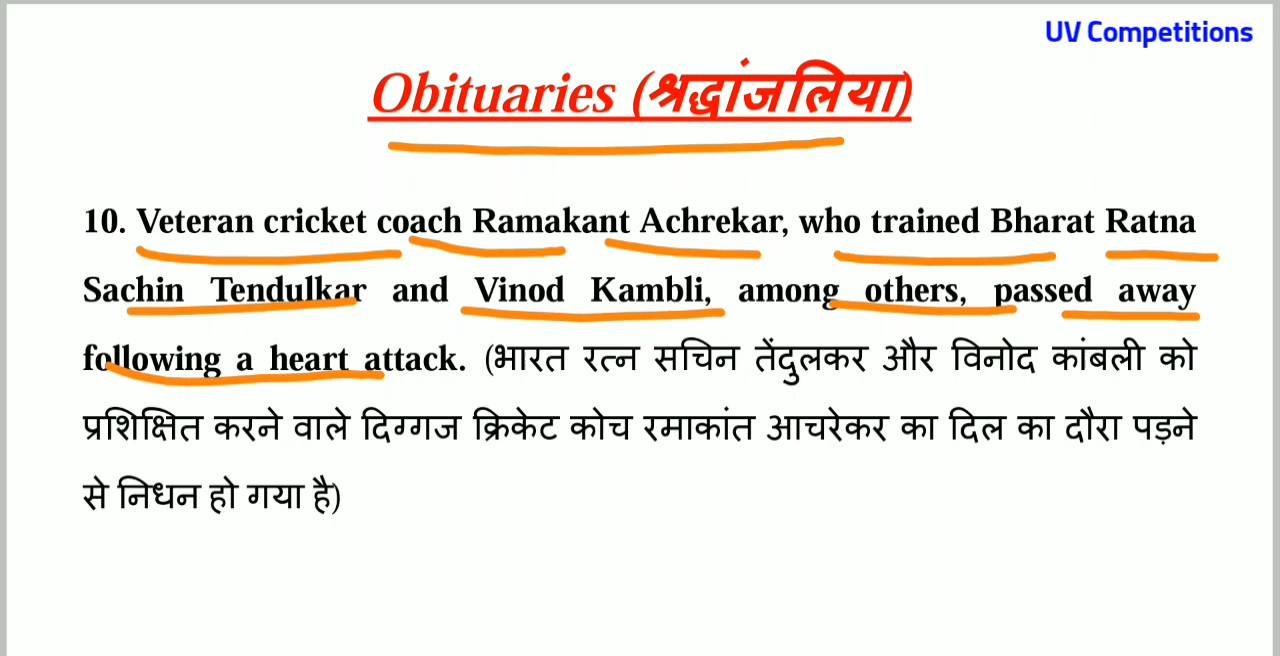 UV Competitions
Obituaries (श्रद्धांजलिया)
10. Veteran cricket coach Ramakant Achrekar, who trained Bharat Ratna
Sachin Tendulkar and Vinod Kambli, among others, passed away
following a heart attack. (भारत रत्न सचिन तेंदुलकर और विनोद कांबली को
प्रशिक्षित करने वाले दिग्गज क्रिकेट कोच रमाकांत आचरेकर का दिल का दौरा पड़ने
से निधन हो गया है)